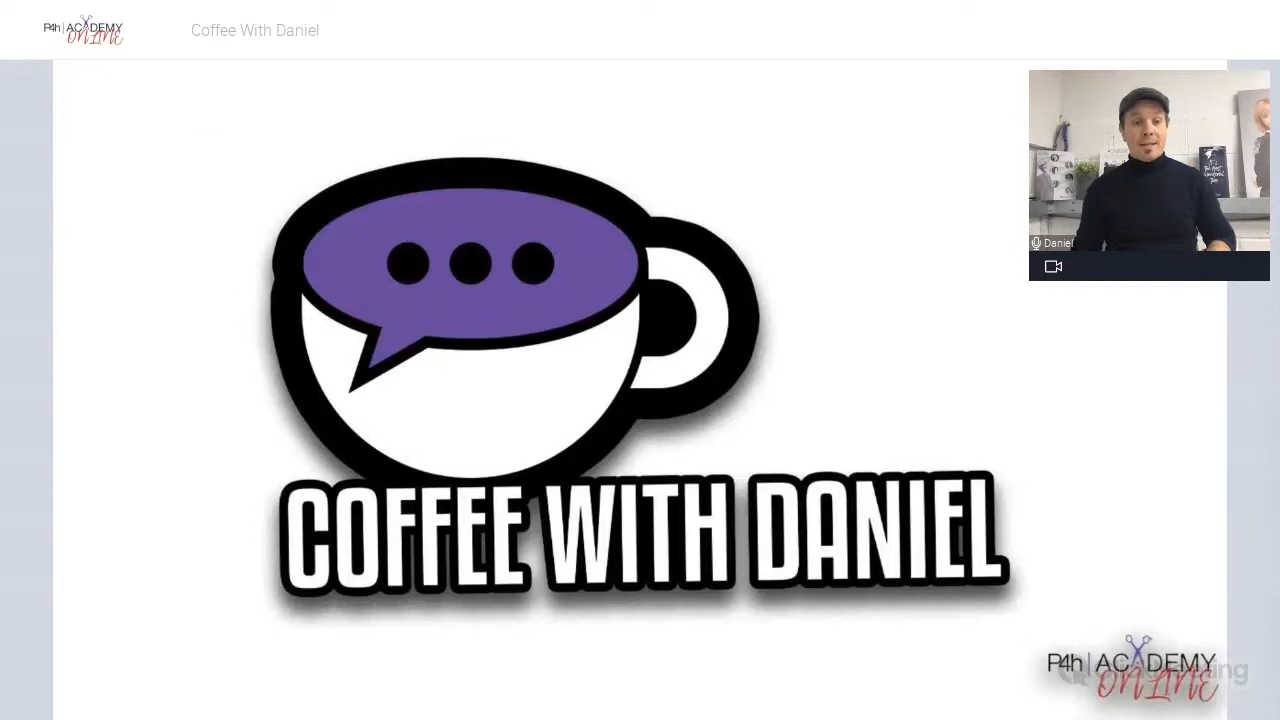 P4h | ACADEMY
onLine
Coffee With Daniel
Daniel
COFFEE WITH DANIEL
P4h | ACADEMY
onLine